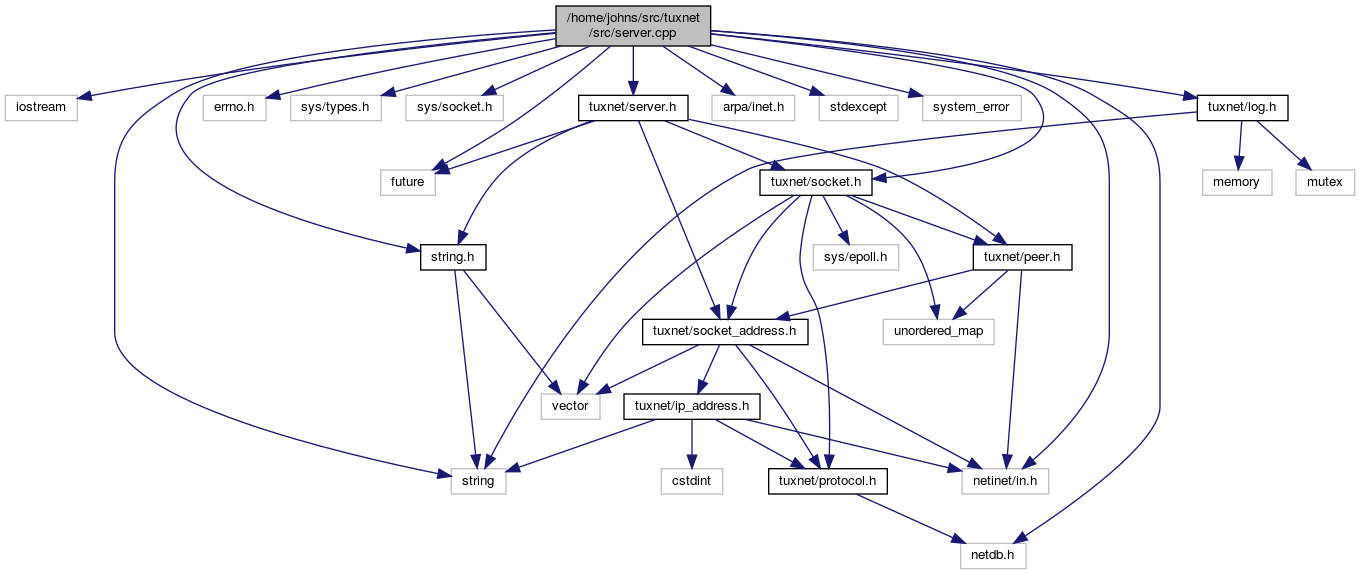 /home/johns/src/tuxnet
/src/server.cpp
iostream
errno.h
sys/types.h
sys/socket.h
tuxnet/server.h
arpa/inet.h
stdexcept
system_error
tuxnet/log.h
future
tuxnet/socket.h
memory
mutex
string.h
sys/epoll.h
tuxnet/peer.h
tuxnet/socket_address.h
unordered_map
vector
tuxnet/ip_address.h
string
cstdint
tuxnet/protocol.h
netinet/in.h
netdb.h